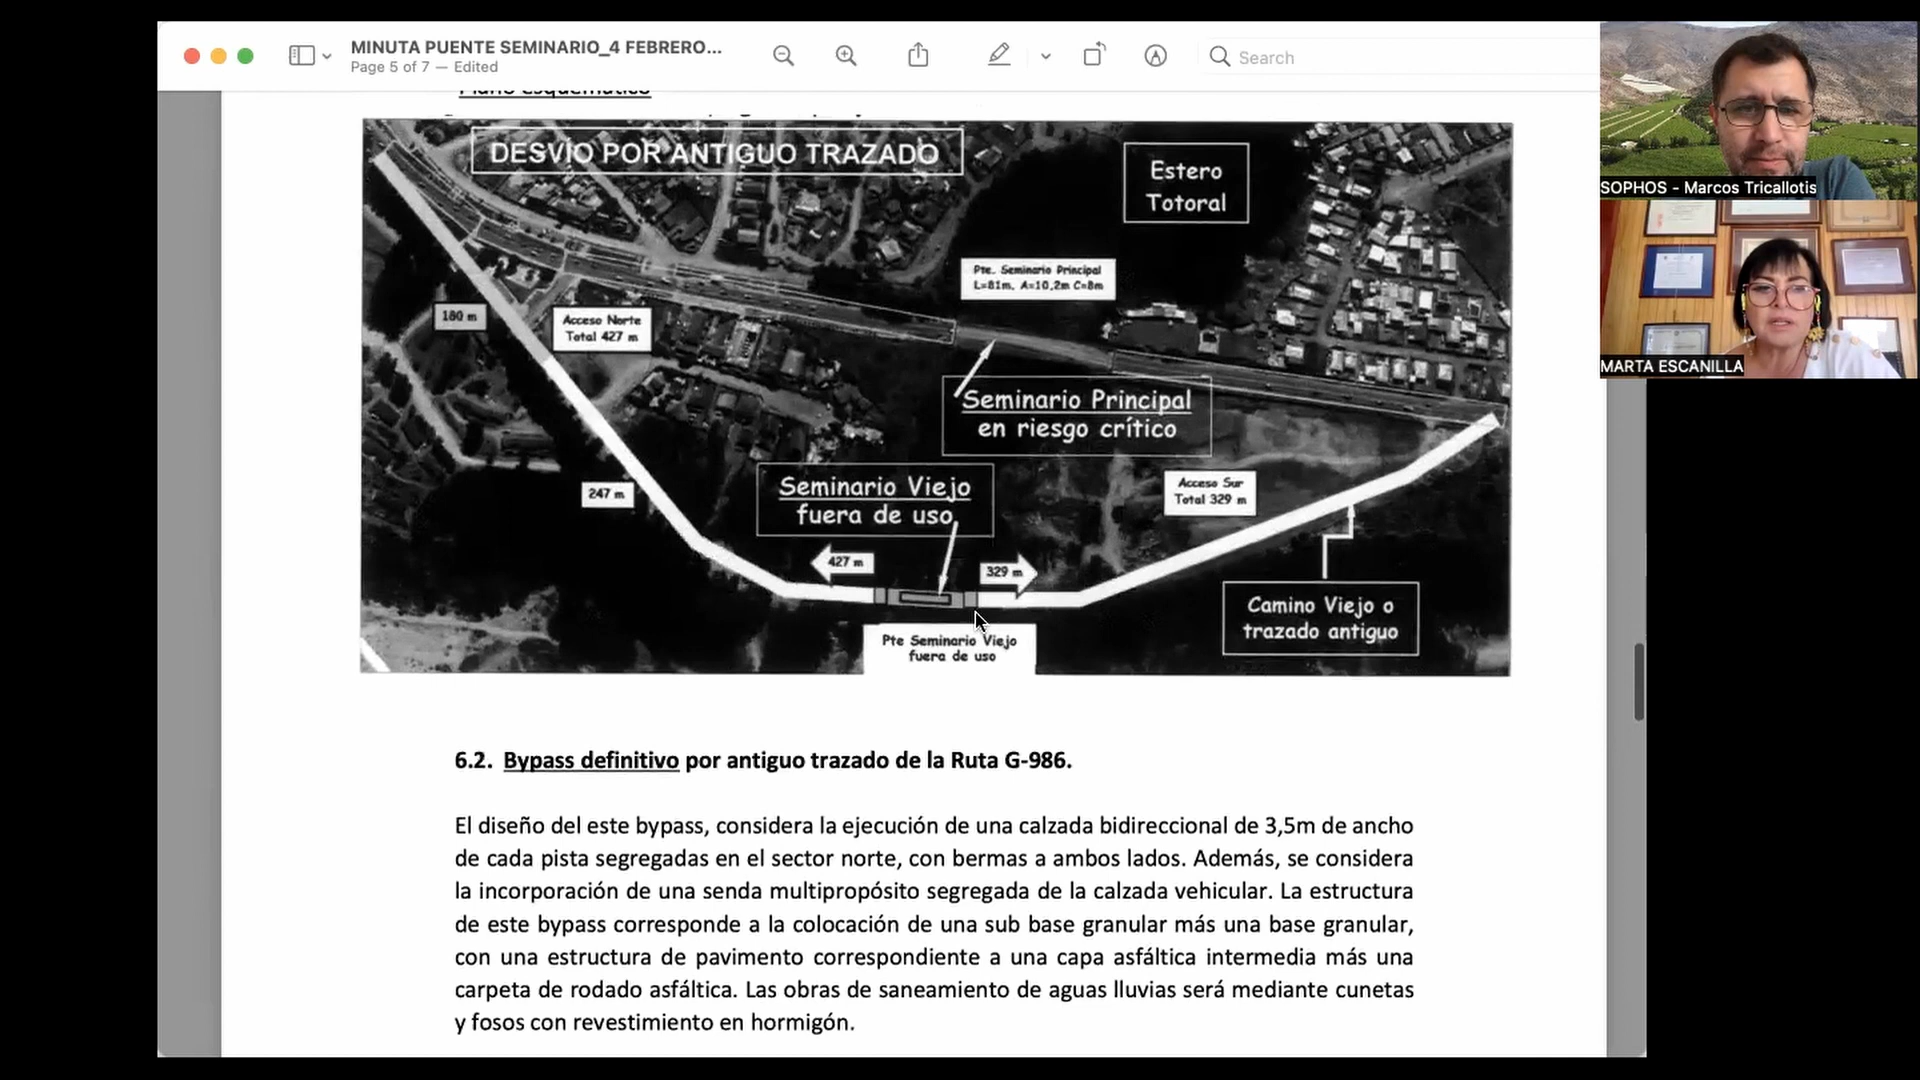 MINUTA PUENTE SEMINARIO_4 FEBRERO...
Page 5 of 7 — Edited
Search
Plano esquemático
DESVIO POR ANTIGUO TRAZADO
Estero
Totoral
Pte. Seminario Principal
L=81m. A=10,2m C=8m
180 m
Acceso Norte
Total 427 m
Seminario Principal
en riesgo crítico
Seminario Viejo
fuera de uso
247 m
Acceso Sur
Total 329 m
427 m
329 m
Camino Viejo o
trazado antiguo
Pte Seminario Viejo
fuera de uso
6.2. Bypass definitivo por antiguo trazado de la Ruta G-986.
El diseño del este bypass, considera la ejecución de una calzada bidireccional de 3,5m de ancho
de cada pista segregadas en el sector norte, con bermas a ambos lados. Además, se considera
la incorporación de una senda multipropósito segregada de la calzada vehicular. La estructura
de este bypass corresponde a la colocación de una sub base granular más una base granular,
con una estructura de pavimento correspondiente a una capa asfáltica intermedia más una
carpeta de rodado asfáltica. Las obras de saneamiento de aguas lluvias será mediante cunetas
y fosos con revestimiento en hormigón.
SOPHOS - Marcos Tricallotis
MARTA ESCANILLA